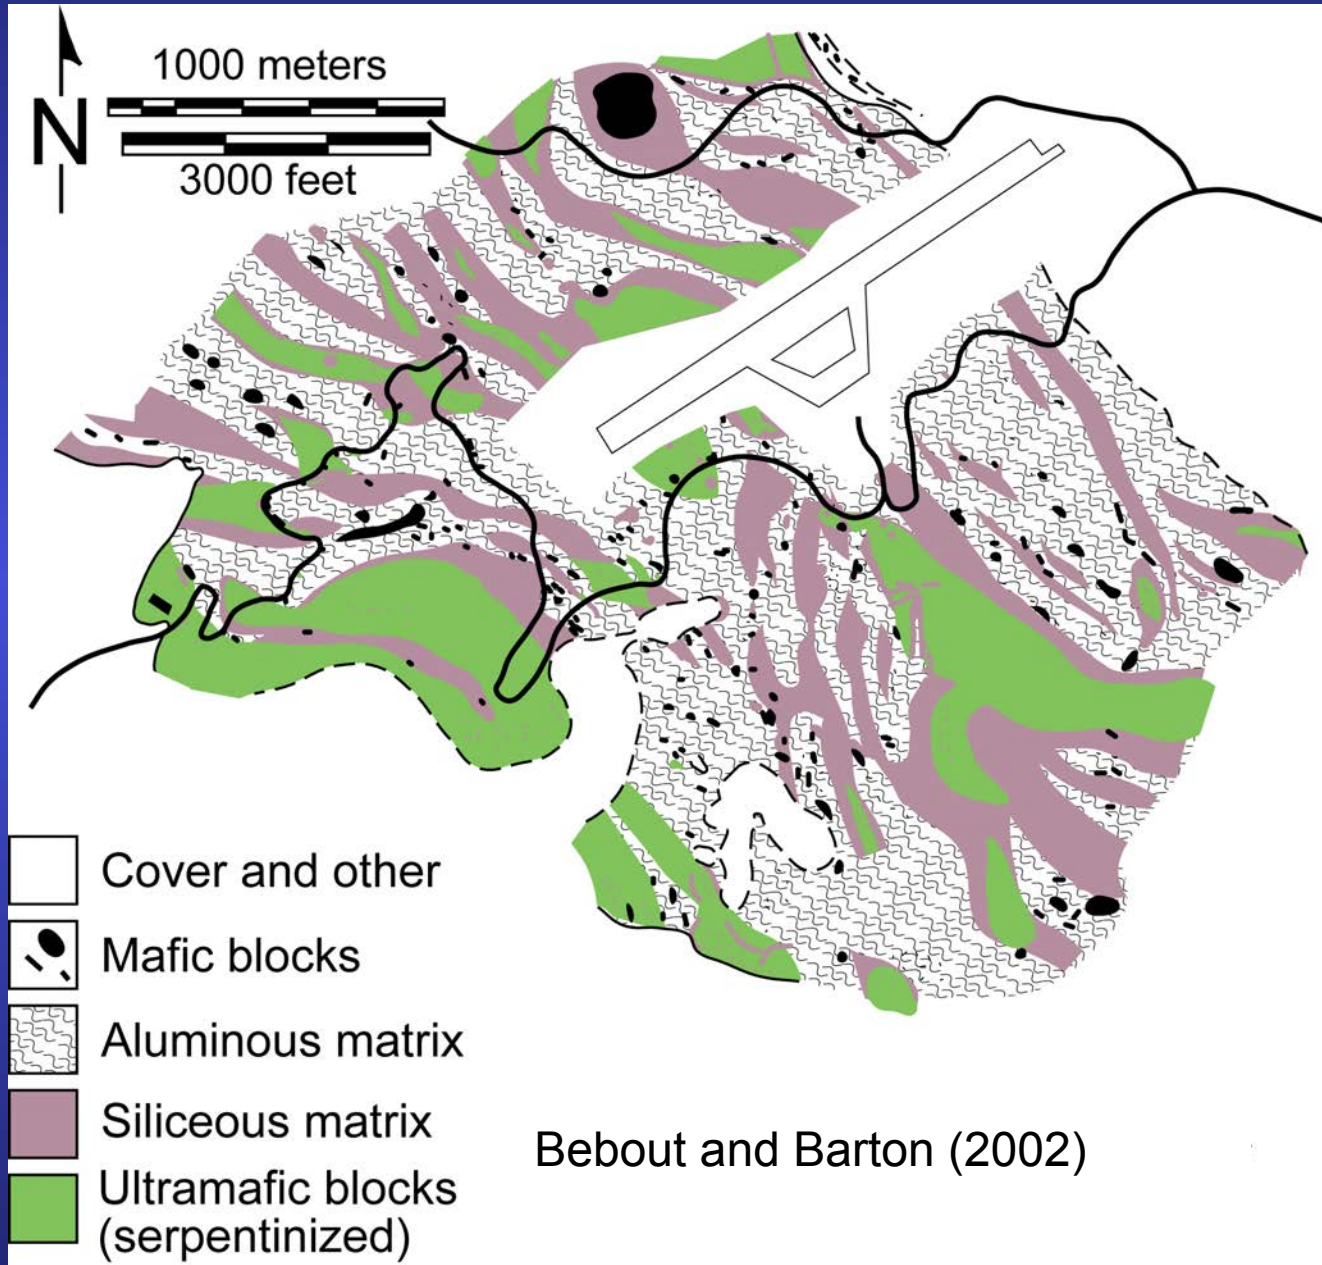 1000 meters
N
3000 feet
Cover and other
Mafic blocks
Aluminous matrix
Siliceous matrix
Ultramafic blocks
(serpentinized)
Bebout and Barton (2002)